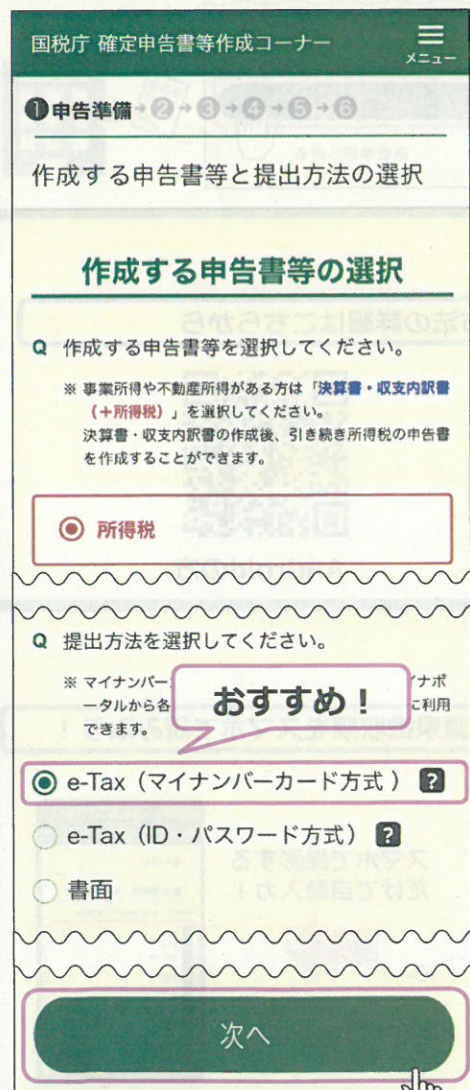 国税庁 確定申告書等作成コーナー
メニュー
❶申告準備→❷→❸→❹→❺→❻
作成する申告書等と提出方法の選択
作成する申告書等の選択
Q 作成する申告書等を選択してください。
※ 事業所得や不動産所得がある方は「決算書・収支内訳書
(+所得税)」を選択してください。
決算書・収支内訳書の作成後、引き続き所得税の申告書
を作成することができます。
所得税
Q 提出方法を選択してください。
※ マイナンバー
イナポ
ータルから各
に利用
できます。
おすすめ!
e-Tax(マイナンバーカード方式) ?
e-Tax(ID・パスワード方式) ?
書面
次へ